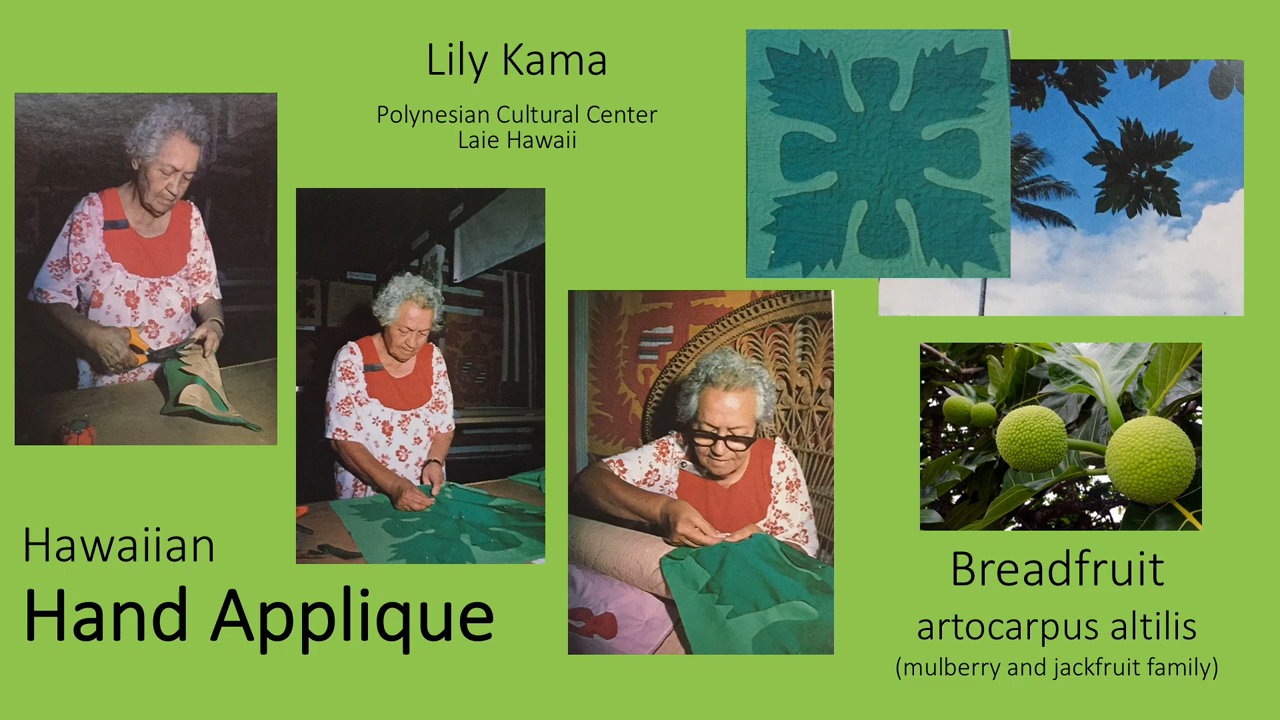 Lily Kama
Polynesian Cultural Center
Laie Hawaii
Hawaiian
Hand Applique
Breadfruit
artocarpus altilis
(mulberry and jackfruit family)